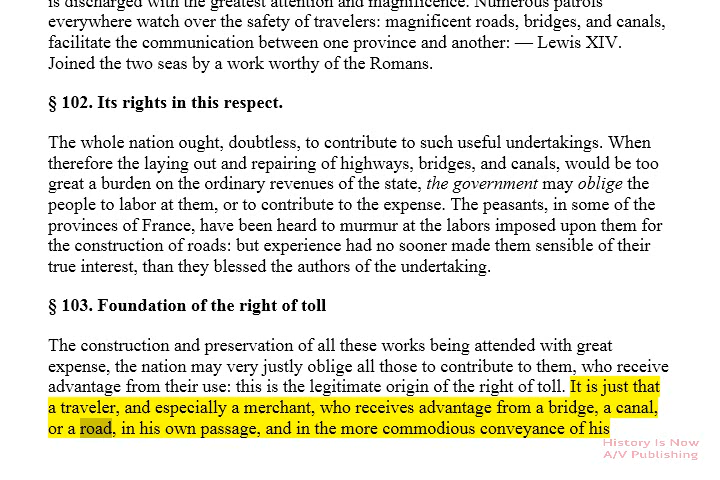 is discharged with the greatest attention and magnificence. Numerous patrols
everywhere watch over the safety of travelers: magnificent roads, bridges, and canals,
facilitate the communication between one province and another: — Lewis XIV.
Joined the two seas by a work worthy of the Romans.
§ 102. Its rights in this respect.
The whole nation ought, doubtless, to contribute to such useful undertakings. When
therefore the laying out and repairing of highways, bridges, and canals, would be too
great a burden on the ordinary revenues of the state, the government may oblige the
people to labor at them, or to contribute to the expense. The peasants, in some of the
provinces of France, have been heard to murmur at the labors imposed upon them for
the construction of roads: but experience had no sooner made them sensible of their
true interest, than they blessed the authors of the undertaking.
§ 103. Foundation of the right of toll
The construction and preservation of all these works being attended with great
expense, the nation may very justly oblige all those to contribute to them, who receive
advantage from their use: this is the legitimate origin of the right of toll. It is just that
a traveler, and especially a merchant, who receives advantage from a bridge, a canal,
or a road, in his own passage, and in the more commodious conveyance of his
History Is Now
A/V Publishing